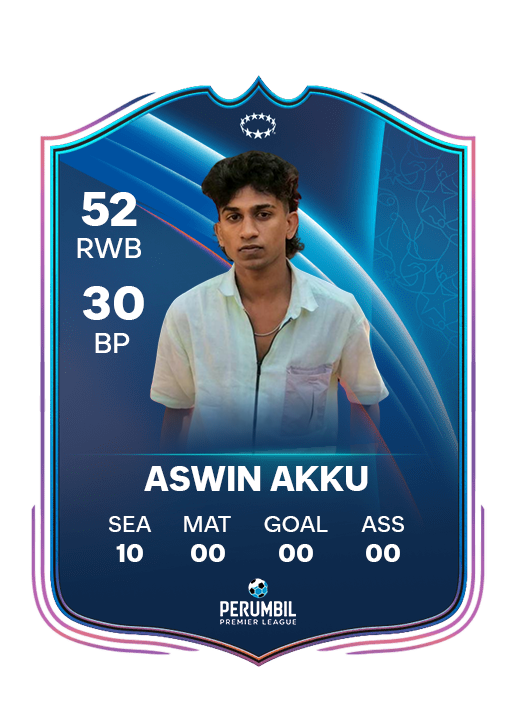 52
RWB
30
BP
ASWIN AKKU
SEA MAT GOAL ASS
10 00 00 00
PERUMBIL
PREMIER LEAGUE